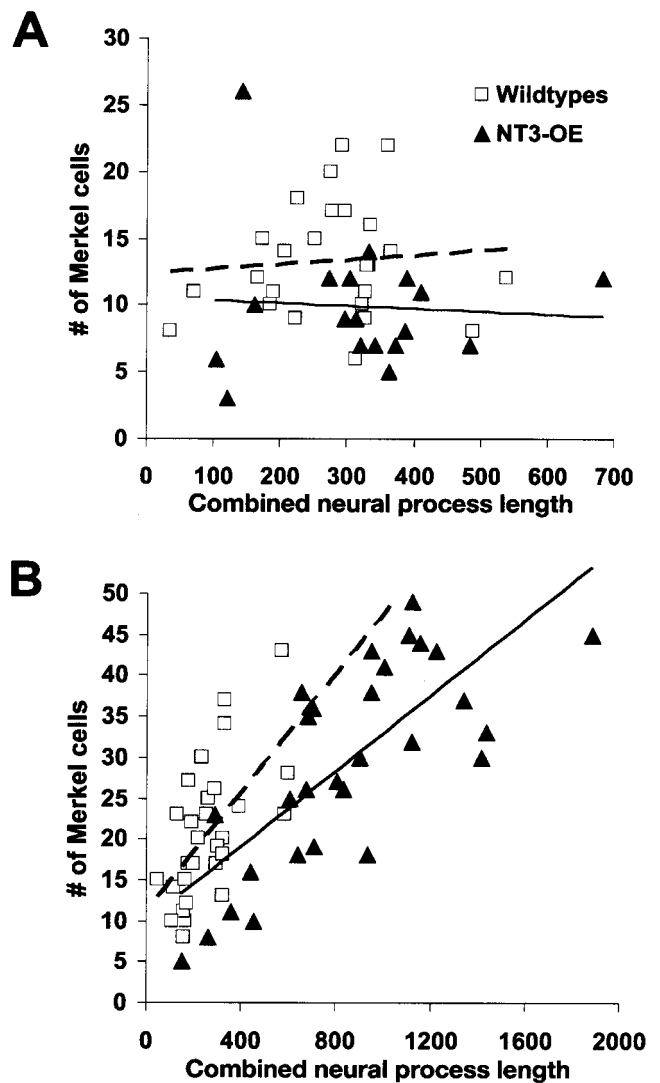 A
30
25
20
15
10
5
0
# of Merkel cells
Wildtypes
NT3-OE
0 100 200 300 400 500 600 700
Combined neural process length
B
50
45
40
35
30
25
20
15
10
5
0
# of Merkel cells
0 400 800 1200 1600 2000
Combined neural process length